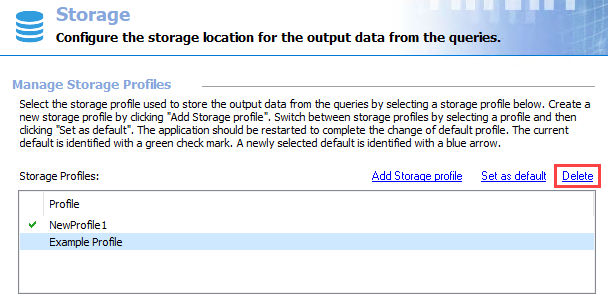 Storage
Configure the storage location for the output data from the queries.
Manage Storage Profiles
Select the storage profile used to store the output data from the queries by selecting a storage profile below. Create a
new storage profile by clicking "Add Storage profile". Switch between storage profiles by selecting a profile and then
clicking "Set as default". The application should be restarted to complete the change of default profile. The current
default is identified with a green check mark. A newly selected default is identified with a blue arrow.
Storage Profiles: Add Storage profile Set as default Delete
Profile
NewProfile1
Example Profile